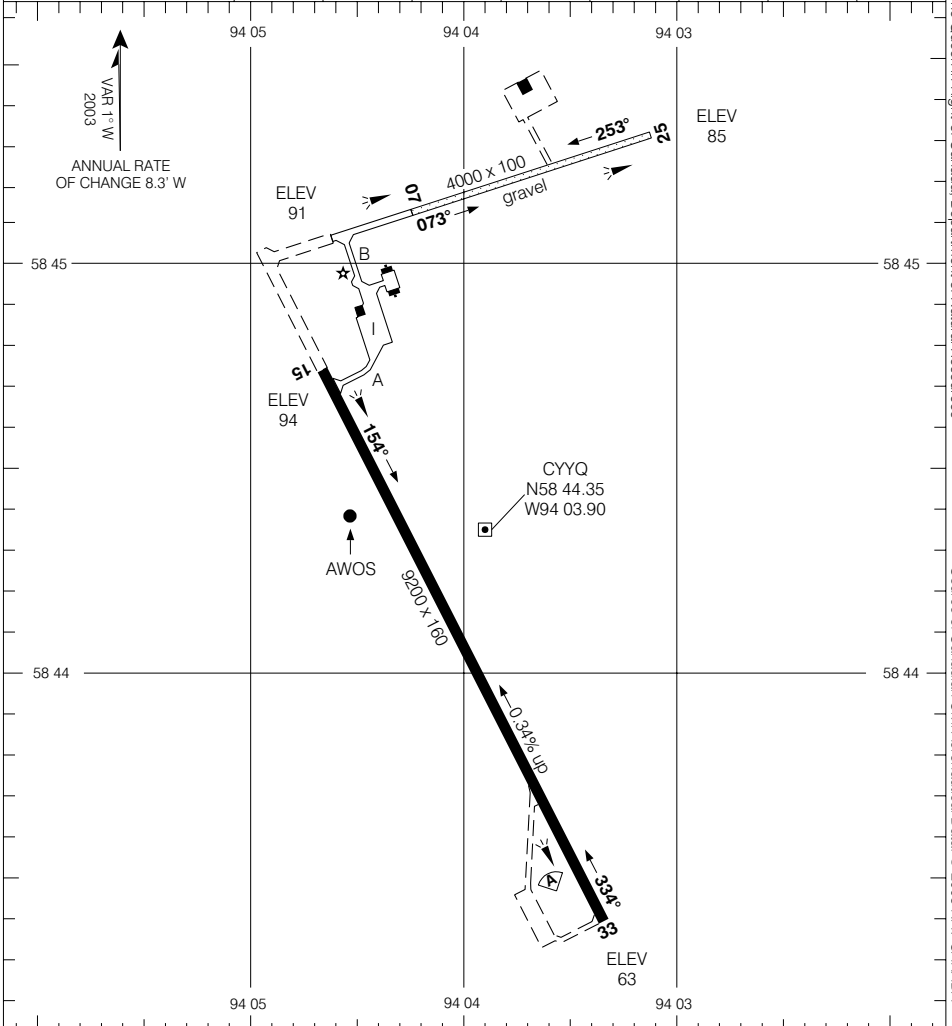 94 05
94 04
94 03
VAR 1° W
2003
ANNUAL RATE
OF CHANGE 8.3' W
ELEV
85
253°
25
4000 x 100
gravel
07
073°
ELEV
91
B
58 45
58 45
I
A
15
ELEV
94
154°
CYYQ
N58 44.35
W94 03.90
AWOS
9200 x 160
58 44
58 44
0.34% up
A
334°
33
ELEV
63
94 05
94 04
94 03